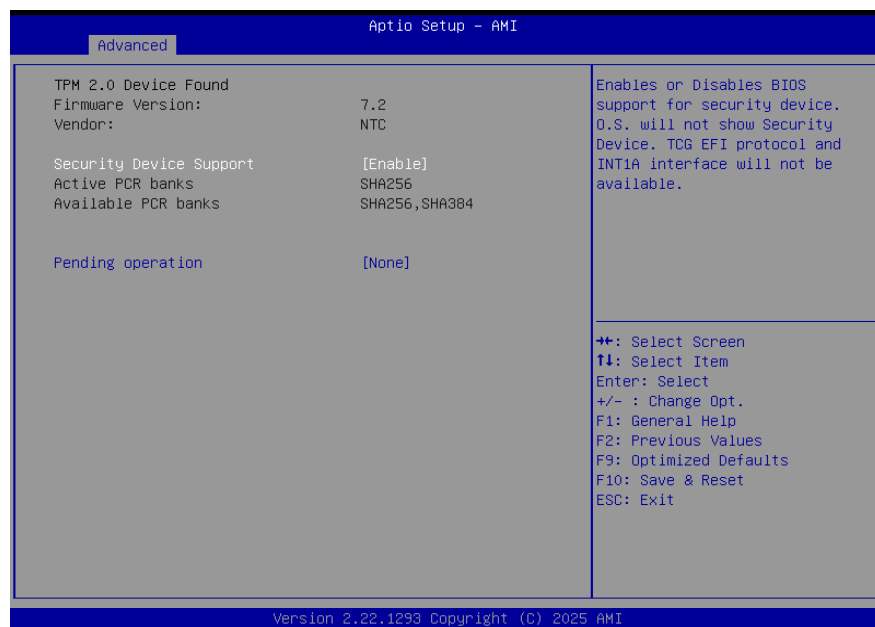 Aptio Setup – AMI
Advanced
TPM 2.0 Device Found
Firmware Version: 7.2
Vendor: NTC
Security Device Support [Enable]
Active PCR banks SHA256
Available PCR banks SHA256,SHA384
Pending operation [None]
Enables or Disables BIOS
support for security device.
O.S. will not show Security
Device. TCG EFI protocol and
INT1A interface will not be
available.
→←: Select Screen
↑↓: Select Item
Enter: Select
+/- : Change Opt.
F1: General Help
F2: Previous Values
F9: Optimized Defaults
F10: Save & Reset
ESC: Exit
Version 2.22.1293 Copyright (C) 2025 AMI